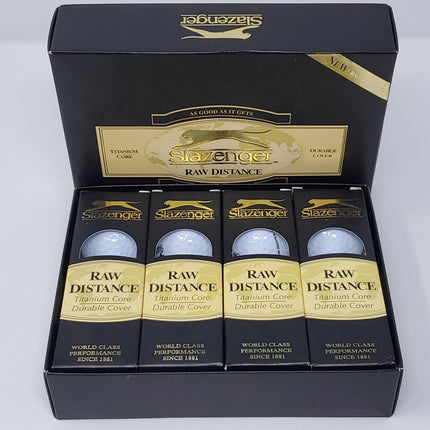 Slazenger
NEW
AS GOOD AS IT GETS
TITANIUM
CORE
Slazenger
DURABLE
COVER
RAW DISTANCE
Slazenger
RAW
DISTANCE
Titanium Core
Durable Cover
WORLD CLASS
PERFORMANCE
SINCE 1881
Slazenger
RAW
DISTANCE
Titanium Core
Durable Cover
WORLD CLASS
PERFORMANCE
SINCE 1881
Slazenger
RAW
DISTANCE
Titanium Core
Durable Cover
WORLD CLASS
PERFORMANCE
SINCE 1881
Slazenger
RAW
DISTANCE
Titanium Core
Durable Cover
WORLD CLASS
PERFORMANCE
SINCE 1881